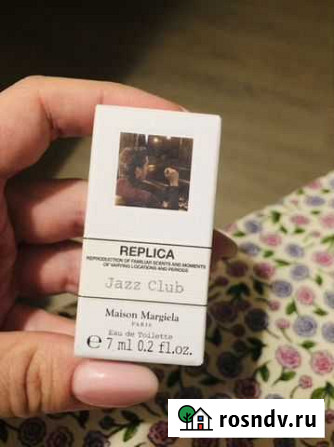 REPLICA
REPRODUCTION OF FAMILIAR SCENTS AND MOMENTS
OF VARYING LOCATIONS AND PERIODS
Jazz Club
Maison Margiela
PARIS
Eau de Toilette
℮ 7 ml 0.2 fl.oz.
rosndv.ru